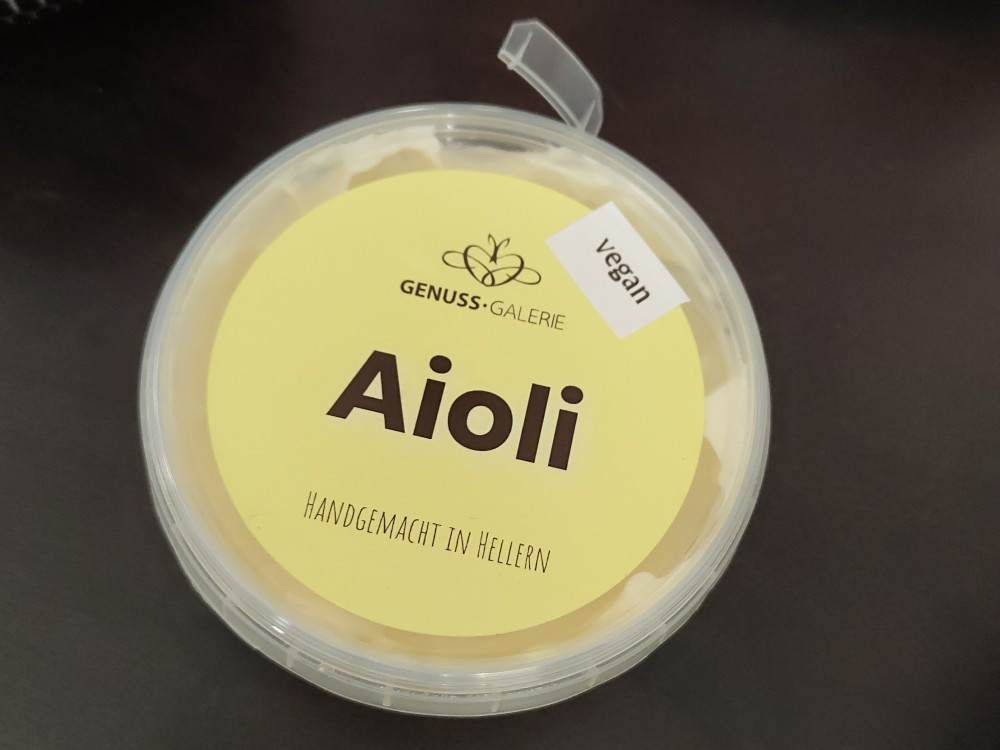 GENUSS·GALERIE
vegan
Aioli
HANDGEMACHT IN HELLERN